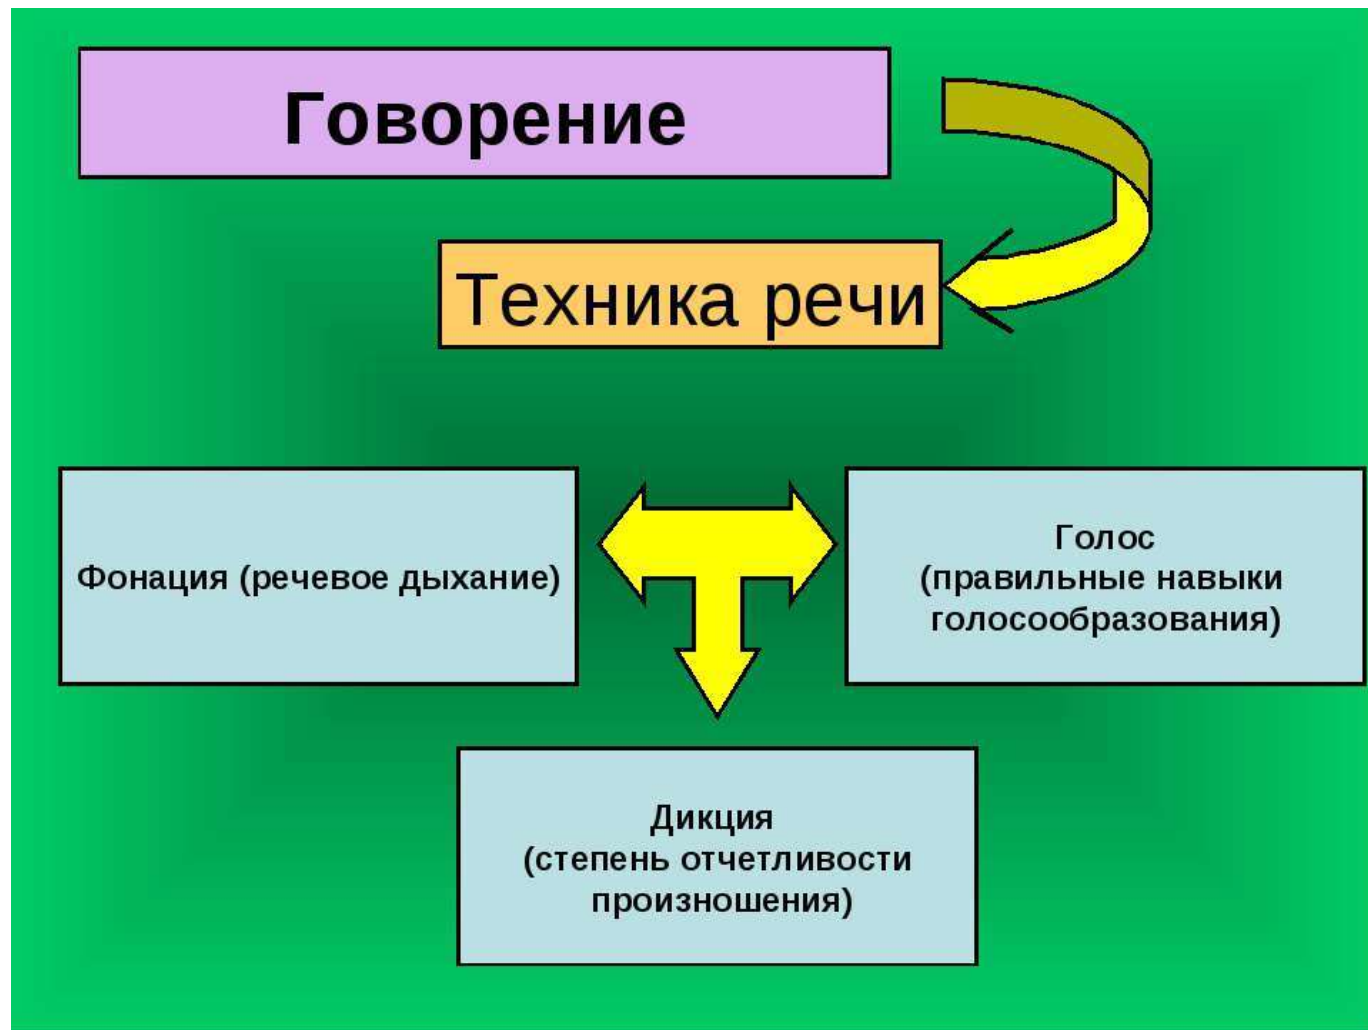 Говорение
Техника речи
Фонация (речевое дыхание)
Голос
(правильные навыки
голосообразования)
Дикция
(степень отчетливости
произношения)